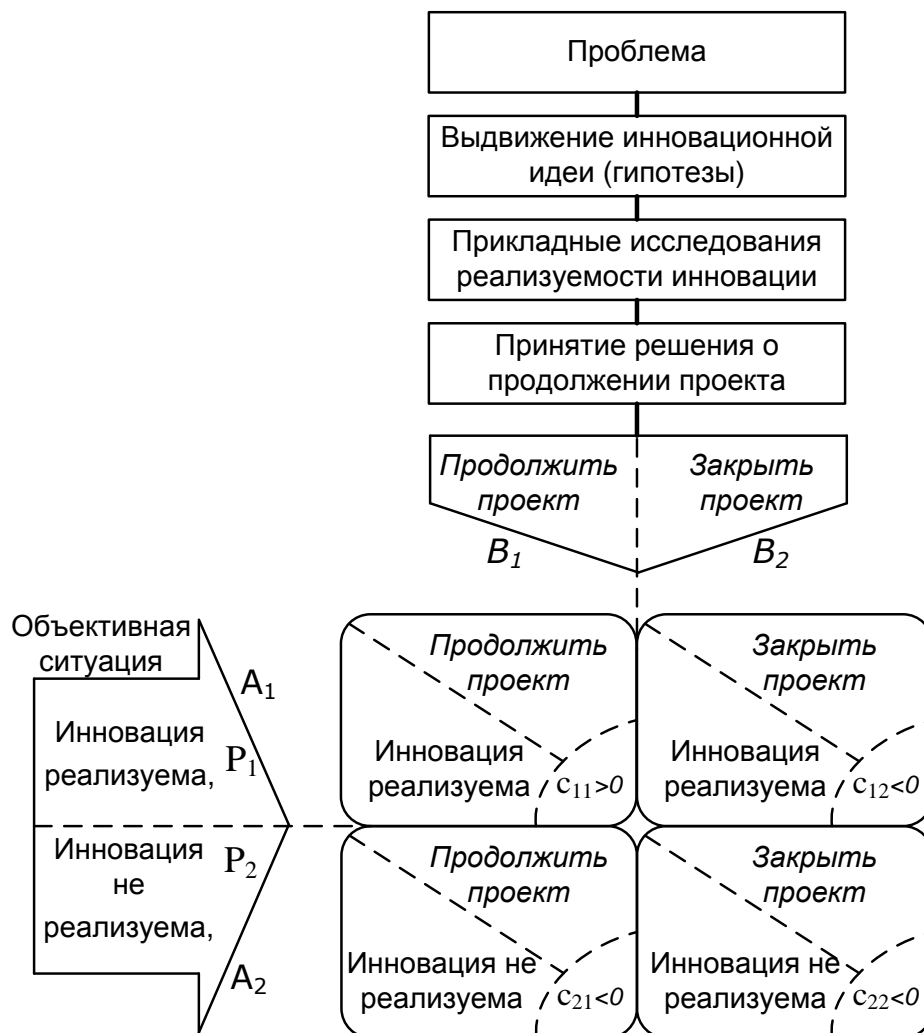 Проблема
Выдвижение инновационной
идеи (гипотезы)
Прикладные исследования
реализуемости инновации
Принятие решения о
продолжении проекта
Продолжить
проект
Закрыть
проект
B1
B2
Объективная
ситуация
A1
Инновация
реализуема, P1
Инновация
не
реализуема,
P2
A2
Продолжить
проект
Инновация
реализуема
c11>0
Закрыть
проект
Инновация
реализуема
c12<0
Продолжить
проект
Инновация не
реализуема
c21<0
Закрыть
проект
Инновация не
реализуема
c22<0